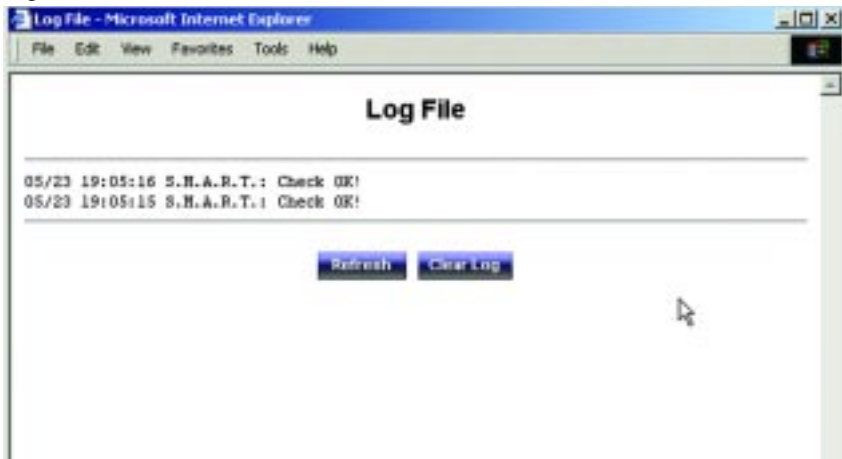 Log File - Microsoft Internet Explorer
File Edit View Favorites Tools Help
Log File
05/23 19:05:16 S.M.A.R.T.: Check OK!
05/23 19:05:15 S.M.A.R.T.: Check OK!
Refresh Clear Log